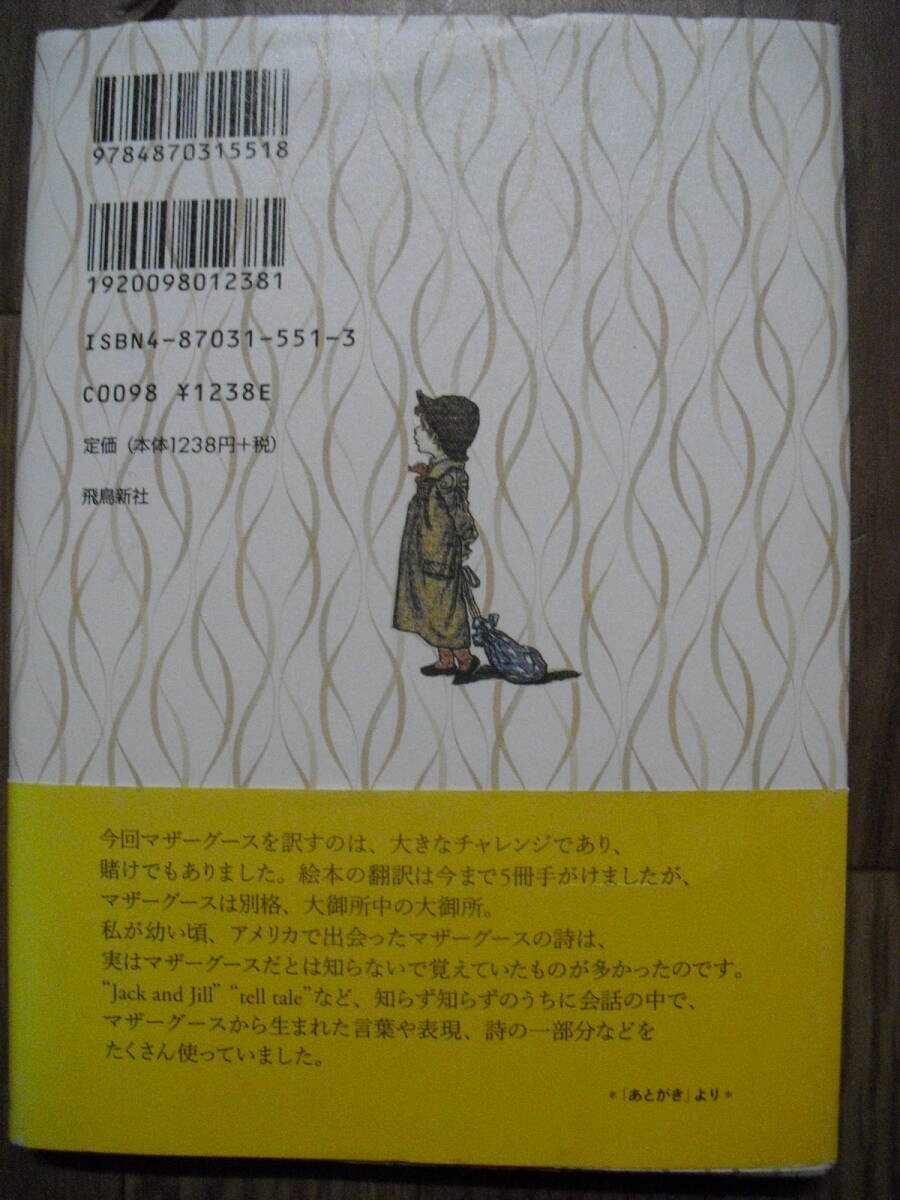 9784870315518
1920098012381
ISBN4-87031-551-3
C0098 ¥1238E
定価（本体1238円+税）
飛鳥新社
今回マザーグースを訳すのは、大きなチャレンジであり、
賭けでもありました。絵本の翻訳は今まで5冊手がけましたが、
マザーグースは別格、大御所中の大御所。
私が幼い頃、アメリカで出会ったマザーグースの詩は、
実はマザーグースだとは知らないで覚えていたものが多かったのです。
“Jack and Jill” “tell tale”など、知らず知らずのうちに会話の中で、
マザーグースから生まれた言葉や表現、詩の一部分などを
たくさん使っていました。
*「あとがき」より*